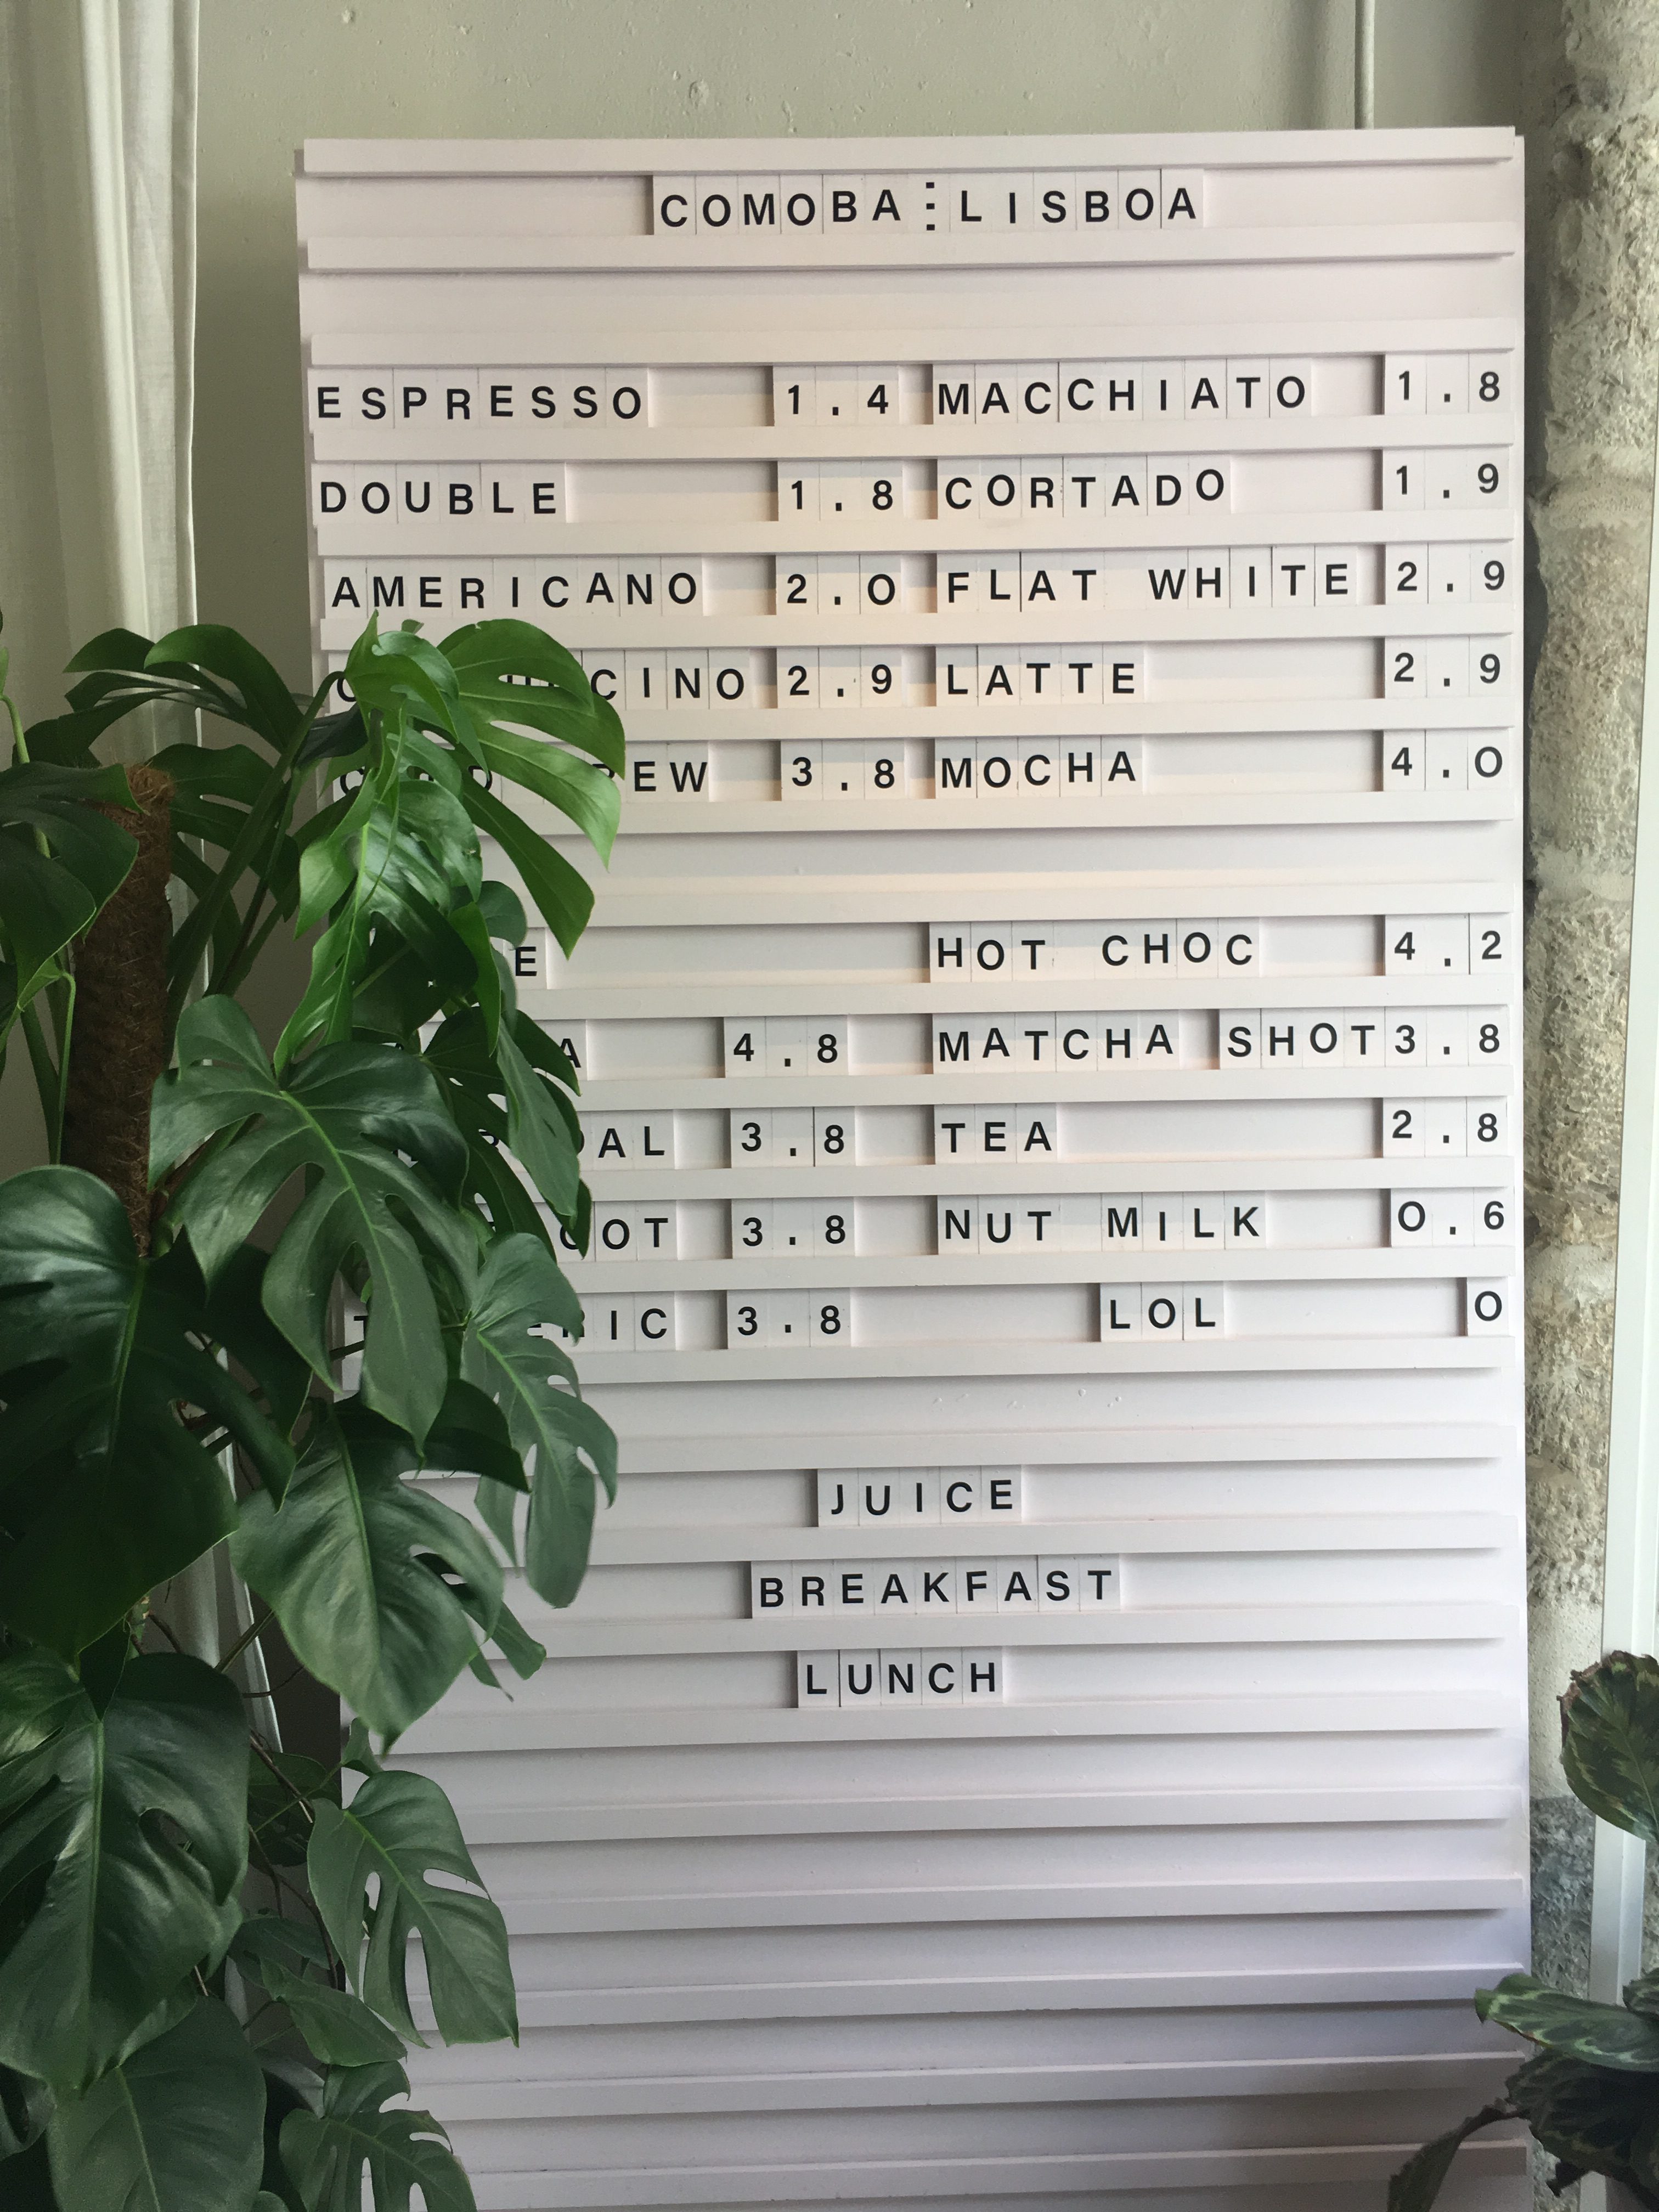 COMOBA:LISBOA
ESPRESSO 1.4 MACCHIATO 1.8
DOUBLE 1.8 CORTADO 1.9
AMERICANO 2.0 FLAT WHITE 2.9
2.9 LATTE 2.9
3.8 MOCHA 4.0
HOT CHOC 4.2
4.8 MATCHA SHOT 3.8
3.8 TEA 2.8
3.8 NUT MILK 0.6
3.8 LOL 0
JUICE
BREAKFAST
LUNCH